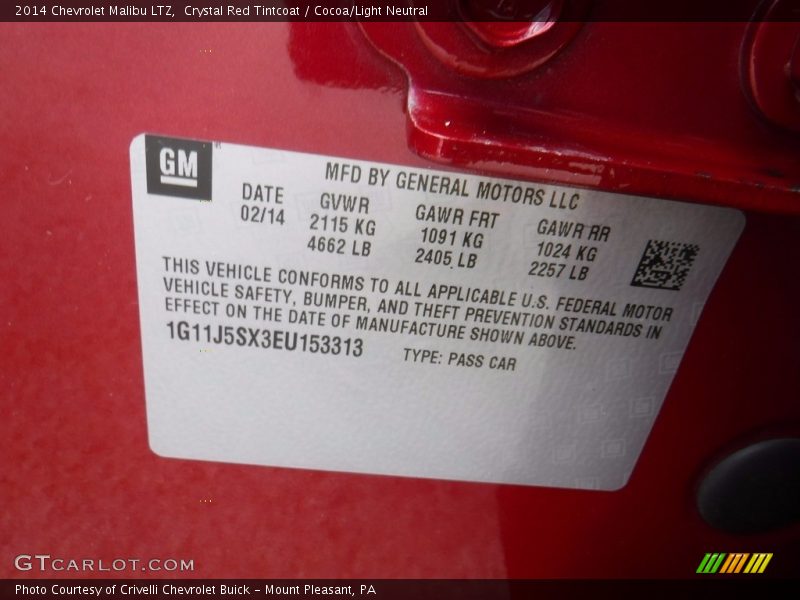 2014 Chevrolet Malibu LTZ,  Crystal Red Tintcoat / Cocoa/Light Neutral
GM
MFD BY GENERAL MOTORS LLC
DATE GVWR GAWR FRT GAWR RR
02/14 2115 KG 1091 KG 1024 KG
4662 LB 2405 LB 2257 LB
THIS VEHICLE CONFORMS TO ALL APPLICABLE U.S. FEDERAL MOTOR
VEHICLE SAFETY, BUMPER, AND THEFT PREVENTION STANDARDS IN
EFFECT ON THE DATE OF MANUFACTURE SHOWN ABOVE.
1G11J5SX3EU153313 TYPE: PASS CAR
GTCARLOT.COM
Photo Courtesy of Crivelli Chevrolet Buick - Mount Pleasant, PA